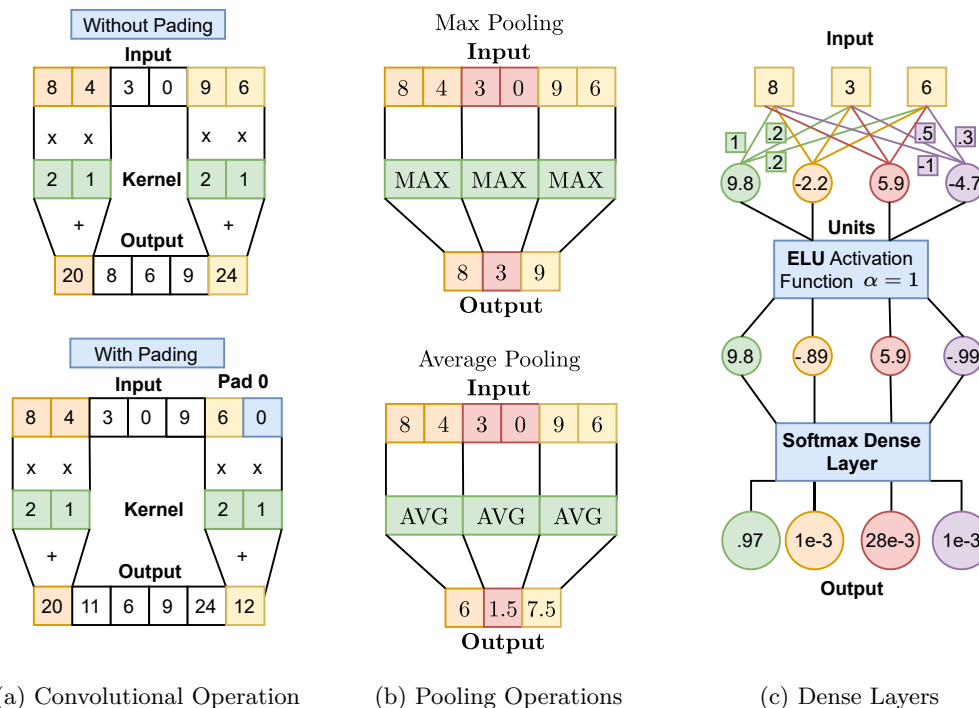 Without Pading
Input
8 4 3 0 9 6
x x x x
2 1 Kernel 2 1
+ +
Output
20 8 6 9 24
With Pading
Input Pad 0
8 4 3 0 9 6 0
x x x x
2 1 Kernel 2 1
+ +
Output
20 11 6 9 24 12
(a) Convolutional Operation
Max Pooling
Input
8 4 3 0 9 6
MAX MAX MAX
8 3 9
Output
Average Pooling
Input
8 4 3 0 9 6
AVG AVG AVG
6 1.5 7.5
Output
(b) Pooling Operations
Input
8 3 6
1 .2 .5 .3
.2 -1
9.8 -2.2 5.9 -4.7
Units
ELU Activation
Function α = 1
9.8 -.89 5.9 -.99
Softmax Dense
Layer
.97 1e-3 28e-3 1e-3
Output
(c) Dense Layers